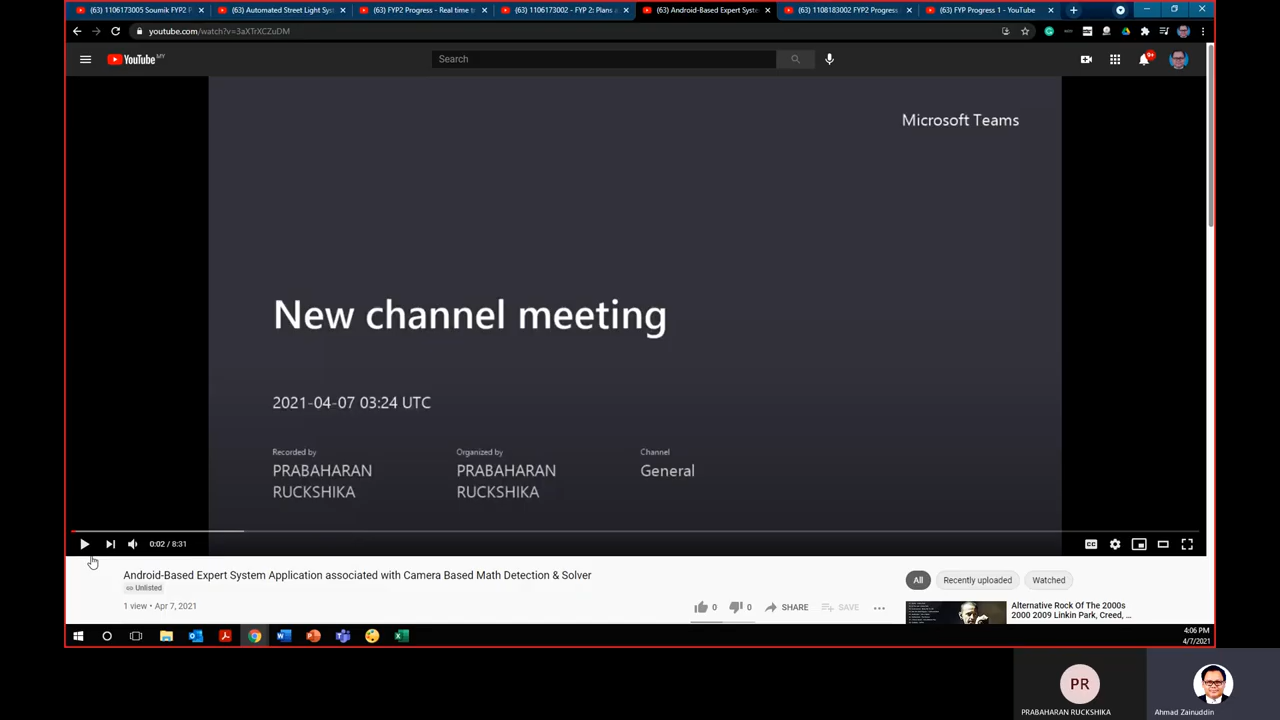 (63) 1106173005 Soumik FYP2 P
(63) Automated Street Light Sys
(63) FYP2 Progress - Real time t
(63) 1106173002 - FYP 2: Plans a
(63) Android-Based Expert Syste
(63) 1108183002 FYP2 Progress
(63) FYP Progress 1 - YouTube
youtube.com/watch?v=3aXTrXCZuDM
YouTube MY
Search
9+
Microsoft Teams
New channel meeting
2021-04-07 03:24 UTC
Recorded by
PRABAHARAN
RUCKSHIKA
Organized by
PRABAHARAN
RUCKSHIKA
Channel
General
0:02 / 8:31
CC
Android-Based Expert System Application associated with Camera Based Math Detection & Solver
Unlisted
1 view • Apr 7, 2021
0
0
SHARE
SAVE
All
Recently uploaded
Watched
Alternative Rock Of The 2000s
2000 2009 Linkin Park, Creed, ...
4:06 PM
4/7/2021
PR
PRABAHARAN RUCKSHIKA
Ahmad Zainuddin